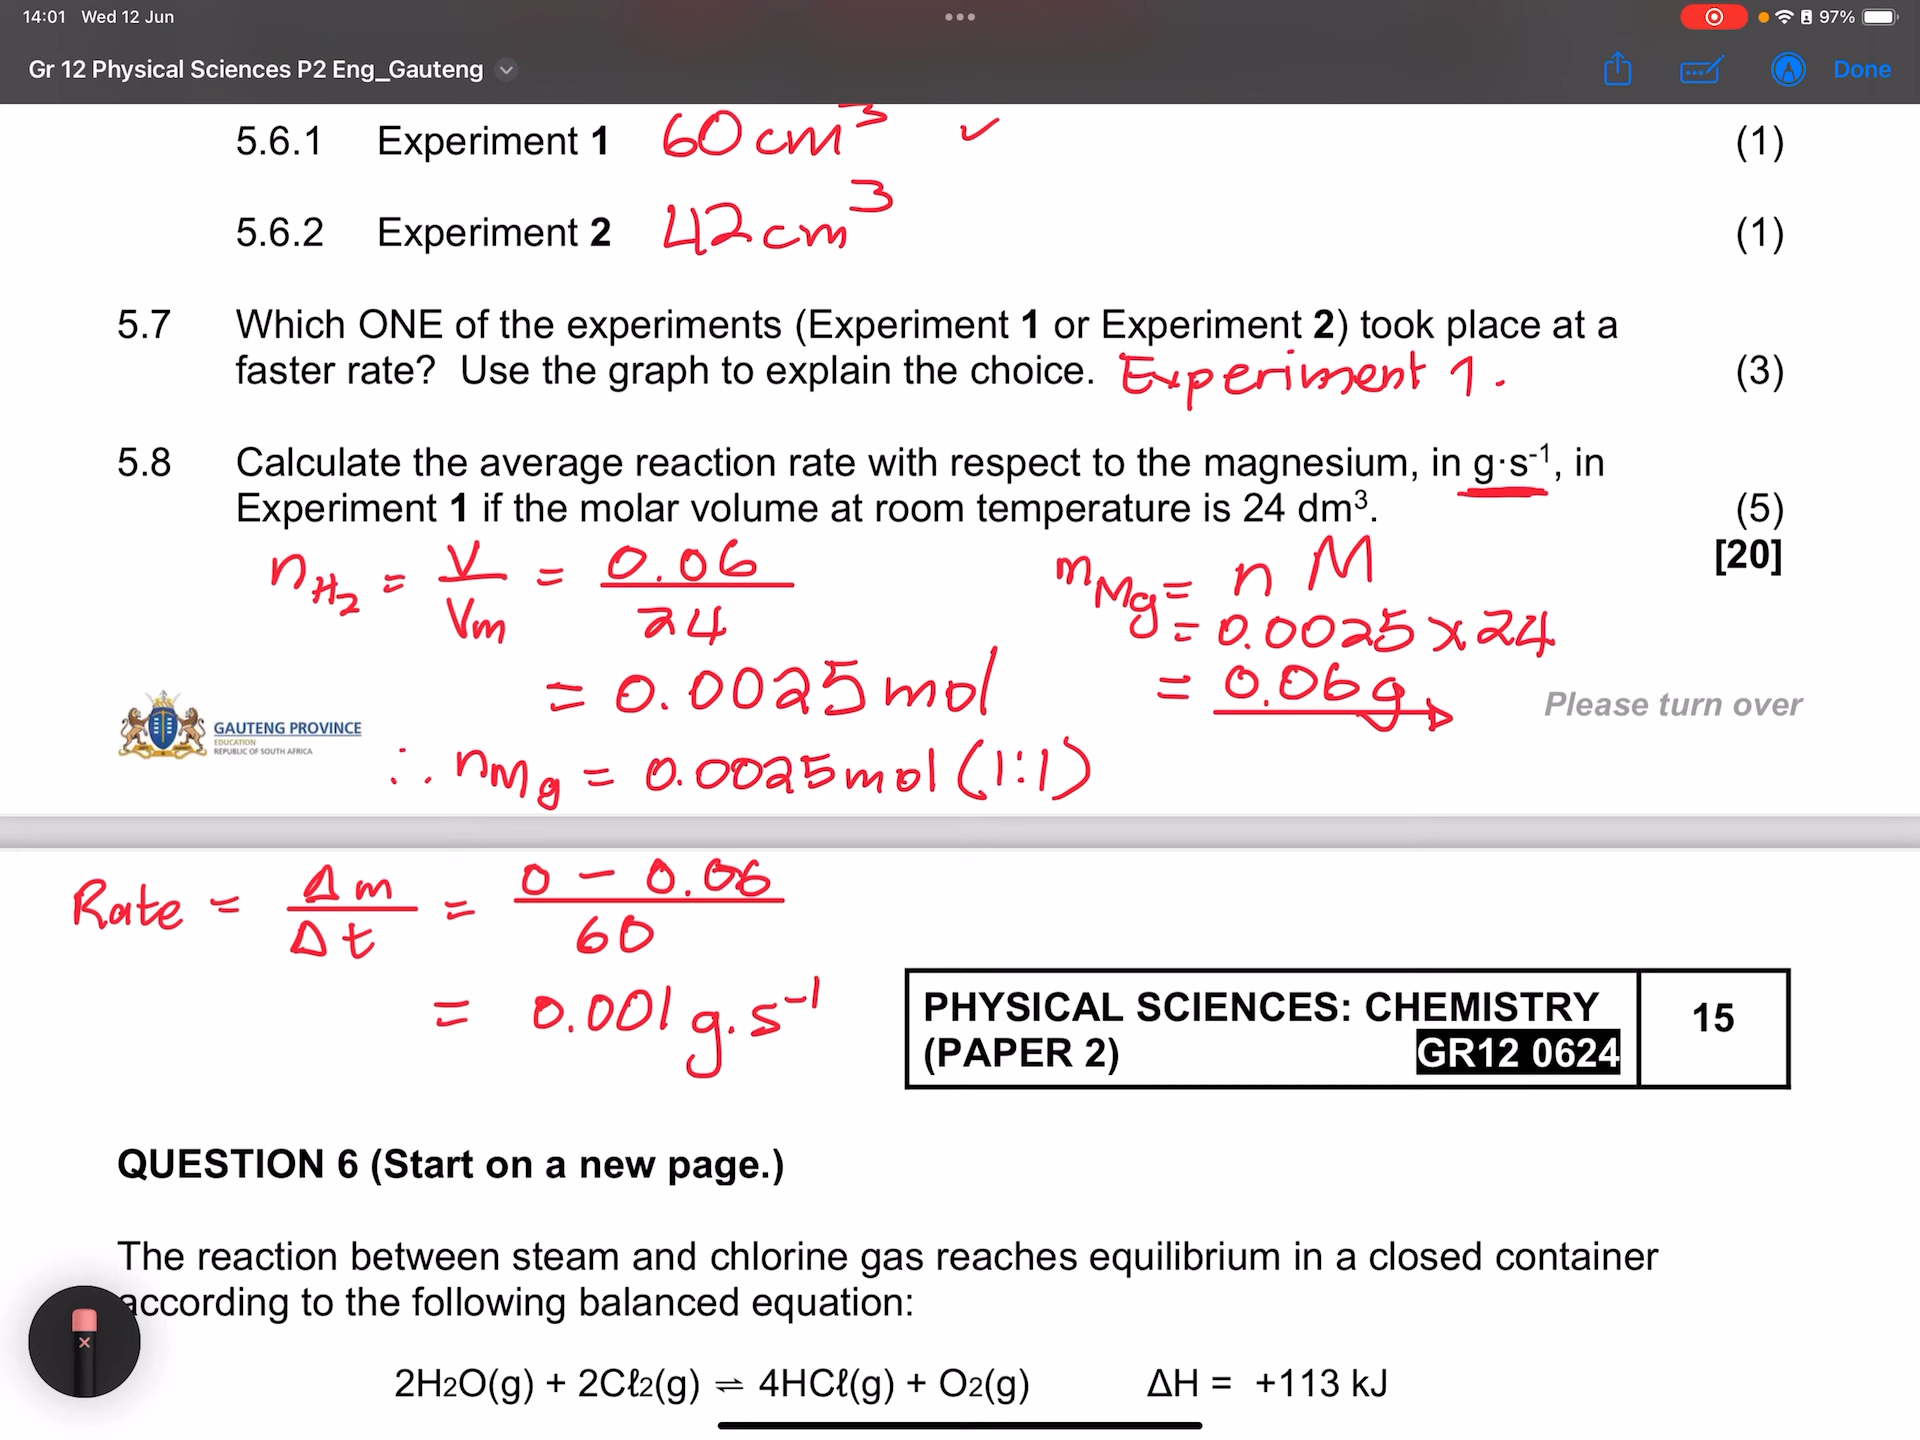 14:01 Wed 12 Jun
97%
Gr 12 Physical Sciences P2 Eng_Gauteng
Done
5.6.1 Experiment 1 60 cm³ ✓ (1)
5.6.2 Experiment 2 42 cm³ (1)
5.7 Which ONE of the experiments (Experiment 1 or Experiment 2) took place at a
faster rate? Use the graph to explain the choice. Experiment 1. (3)
5.8 Calculate the average reaction rate with respect to the magnesium, in g·s⁻¹, in
Experiment 1 if the molar volume at room temperature is 24 dm³. (5)
[20]
n_H₂ = V/Vm = 0.06/24
= 0.0025 mol
∴ n_Mg = 0.0025 mol (1:1)
m_Mg = n M
= 0.0025 x 24
= 0.06g
GAUTENG PROVINCE
EDUCATION
REPUBLIC OF SOUTH AFRICA
Please turn over
Rate = Δm/Δt = 0 - 0.06/60
= 0.001 g.s⁻¹
PHYSICAL SCIENCES: CHEMISTRY
(PAPER 2) GR12 0624
15
QUESTION 6 (Start on a new page.)
The reaction between steam and chlorine gas reaches equilibrium in a closed container
according to the following balanced equation:
2H2O(g) + 2Cℓ2(g) ⇌ 4HCℓ(g) + O2(g) ΔH = +113 kJ